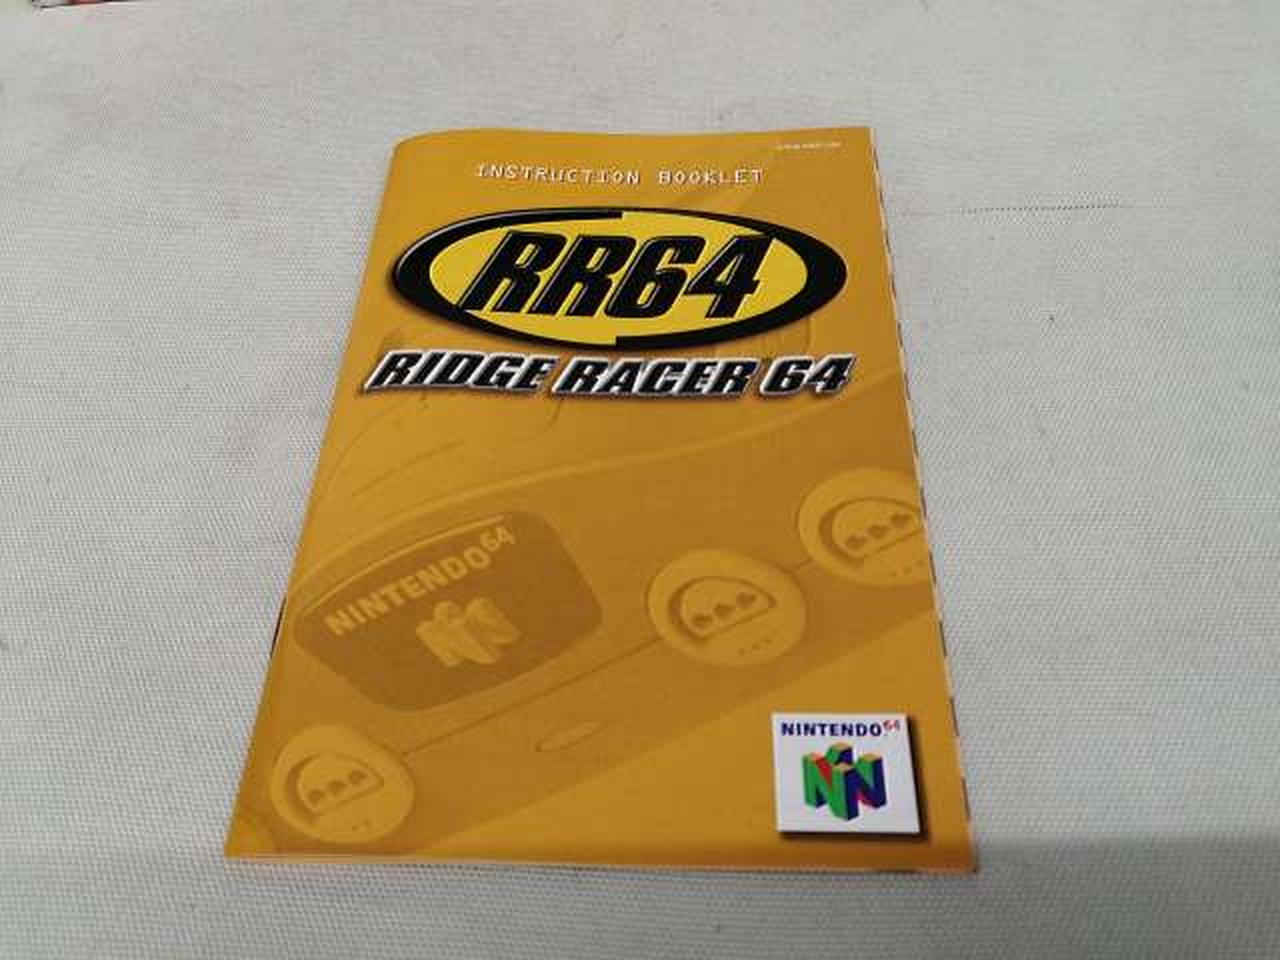 INSTRUCTION BOOKLET
RR64
RIDGE RACER 64
NINTENDO64
NINTENDO64